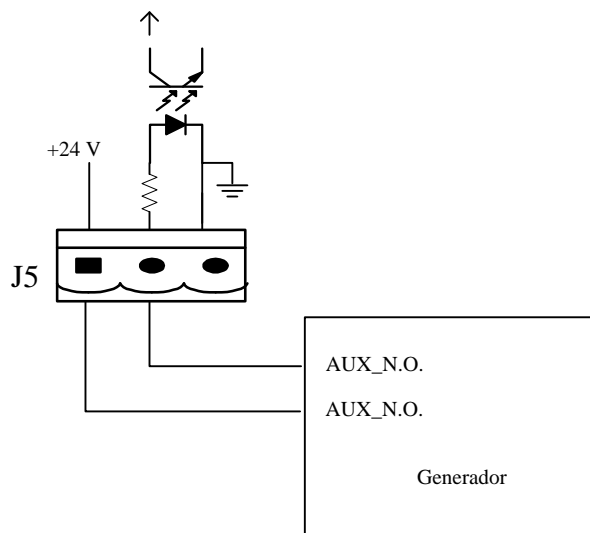 +24 V
J5
AUX_N.O.
AUX_N.O.
Generador